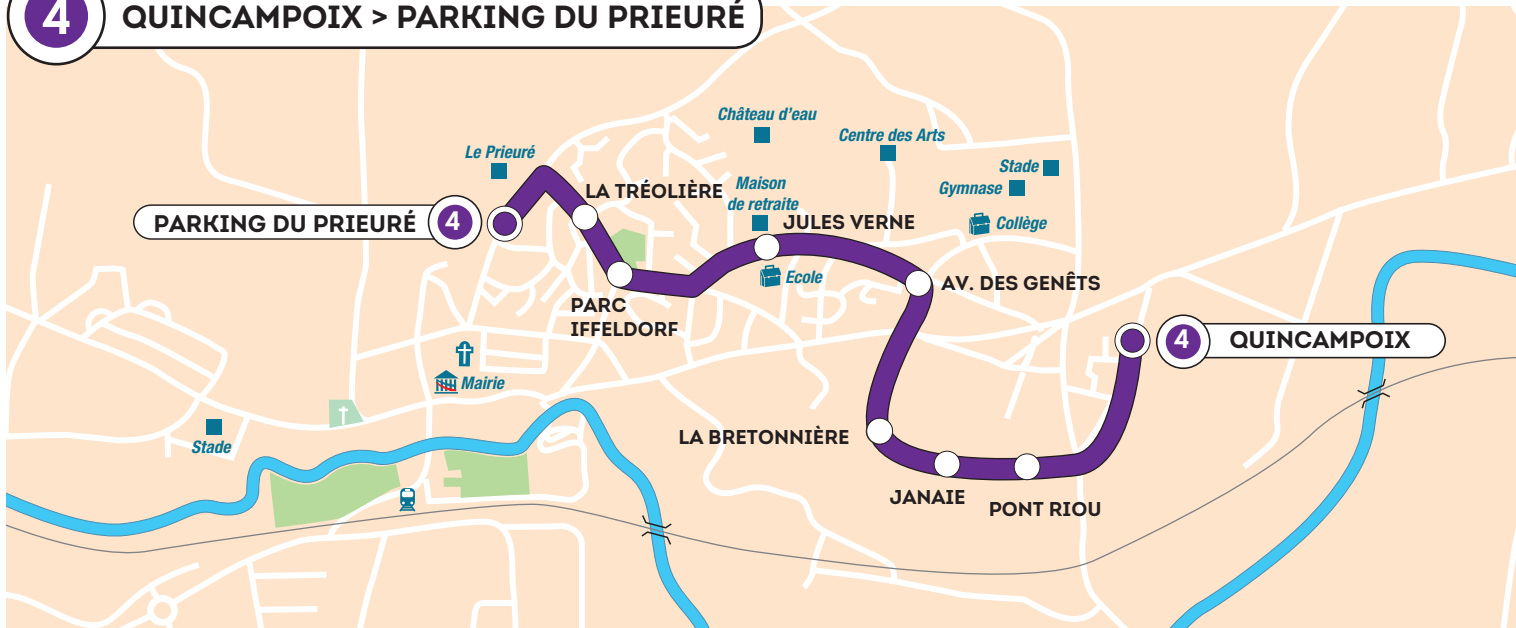 4
QUINCAMPOIX > PARKING DU PRIEURÉ
Château d'eau
Centre des Arts
Le Prieuré
Stade
Maison
de retraite
Gymnase
LA TRÉOLIÈRE
PARKING DU PRIEURÉ 4
JULES VERNE
Collège
Ecole
AV. DES GENÊTS
PARC
IFFELDORF
4 QUINCAMPOIX
Mairie
Stade
LA BRETONNIÈRE
JANAIE
PONT RIOU